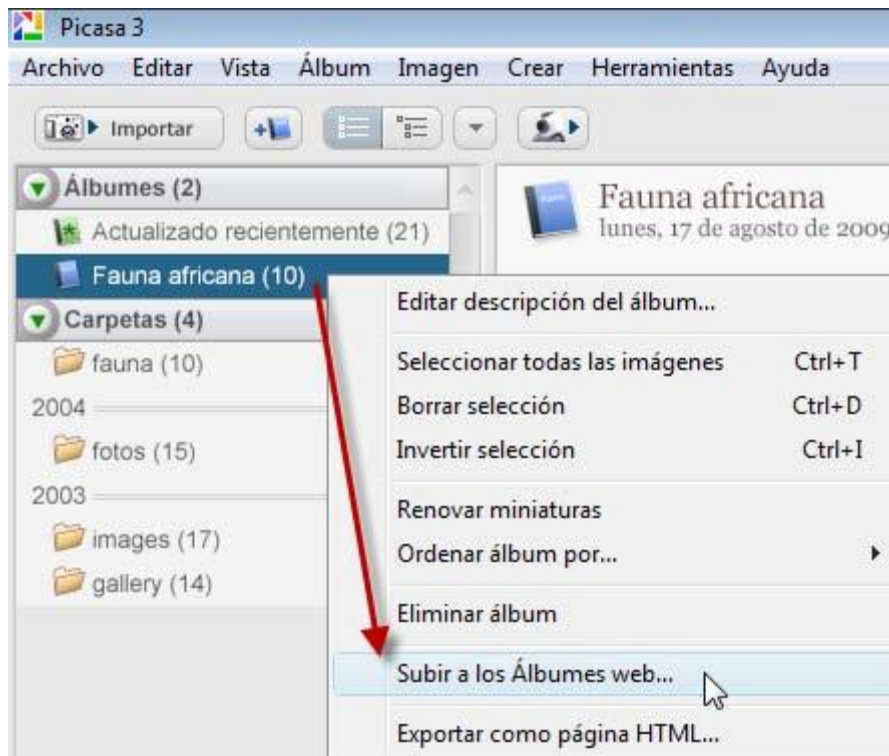 Picasa 3
Archivo Editar Vista Álbum Imagen Crear Herramientas Ayuda
Importar
Álbumes (2)
Actualizado recientemente (21)
Fauna africana (10)
Carpetas (4)
fauna (10)
2004
fotos (15)
2003
images (17)
gallery (14)
Fauna africana
lunes, 17 de agosto de 2009
Editar descripción del álbum...
Seleccionar todas las imágenes Ctrl+T
Borrar selección Ctrl+D
Invertir selección Ctrl+I
Renovar miniaturas
Ordenar álbum por...
Eliminar álbum
Subir a los Álbumes web...
Exportar como página HTML...